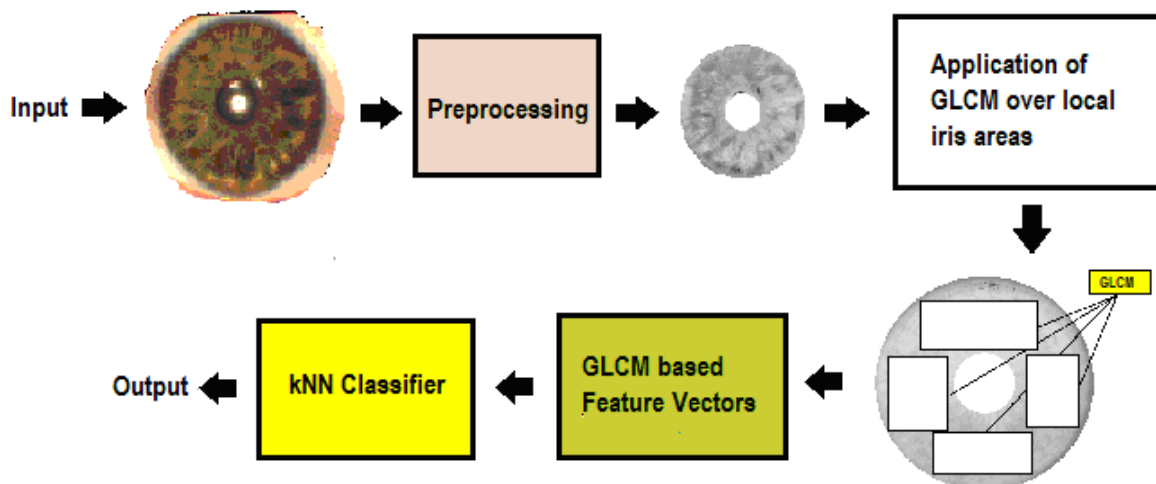 Input
Preprocessing
Application of
GLCM over local
iris areas
GLCM
GLCM based
Feature Vectors
kNN Classifier
Output